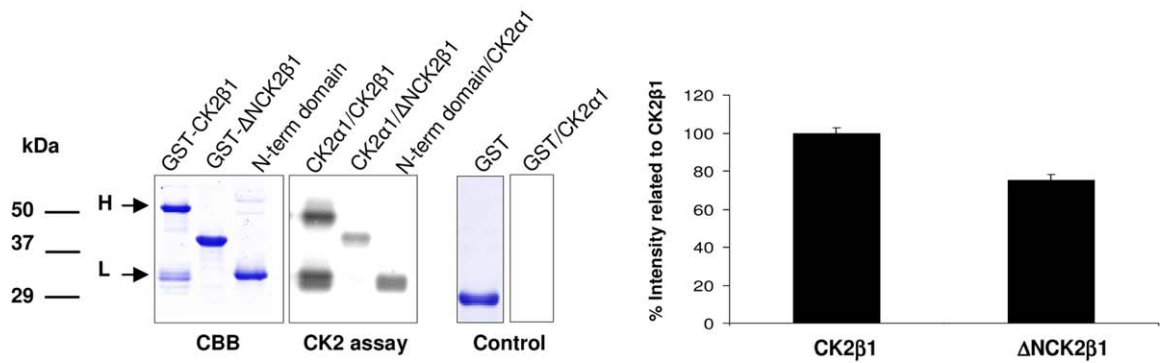 kDa
50
37
29
H
L
GST-CK2β1
GST-ΔNCK2β1
N-term domain
CK2α1/CKβ1
CK2α1/ΔNCK2β1
N-term domain/CK2α1
GST
GST/CK2α1
CBB
CK2 assay
Control
% Intensity related to CK2β1
120
100
80
60
40
20
0
CK2β1
ΔNCK2β1